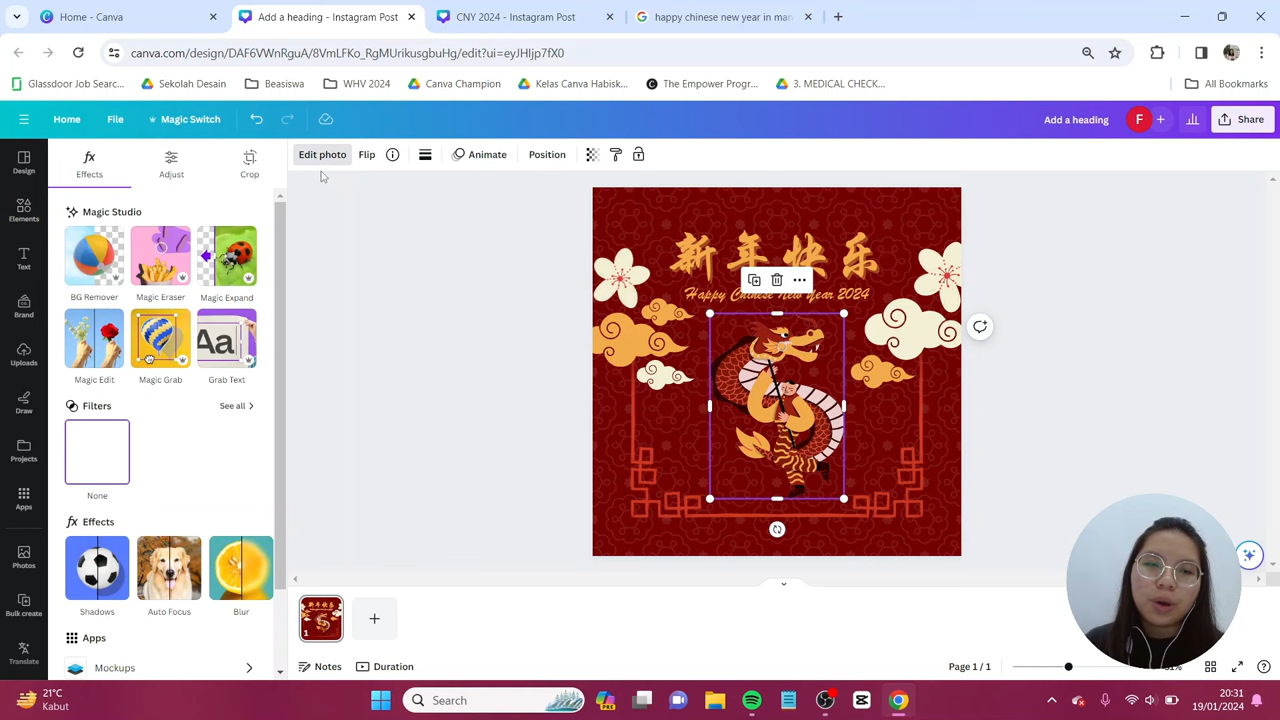 Home - Canva
Add a heading - Instagram Post
CNY 2024 - Instagram Post
happy chinese new year in man
canva.com/design/DAF6VWnRguA/8VmLFKo_RgMUrikusgbuHg/edit?ui=eyJHIjp7fX0
Glassdoor Job Searc...
Sekolah Desain
Beasiswa
WHV 2024
Canva Champion
Kelas Canva Habisk...
The Empower Progr...
3. MEDICAL CHECK...
All Bookmarks
Home
File
Magic Switch
Add a heading
F
Share
Design
Elements
Text
Brand
Uploads
Draw
Projects
Apps
Photos
Bulk create
Translate
Effects
Adjust
Crop
Magic Studio
BG Remover
Magic Eraser
Magic Expand
Magic Edit
Magic Grab
Grab Text
Aa
Filters
See all
None
fx Effects
Shadows
Auto Focus
Blur
Apps
Mockups
Edit photo
Flip
Animate
Position
新年快乐
Happy Chinese New Year 2024
1
Notes
Duration
Page 1 / 1
21°C
Kabut
Search
20:31
19/01/2024